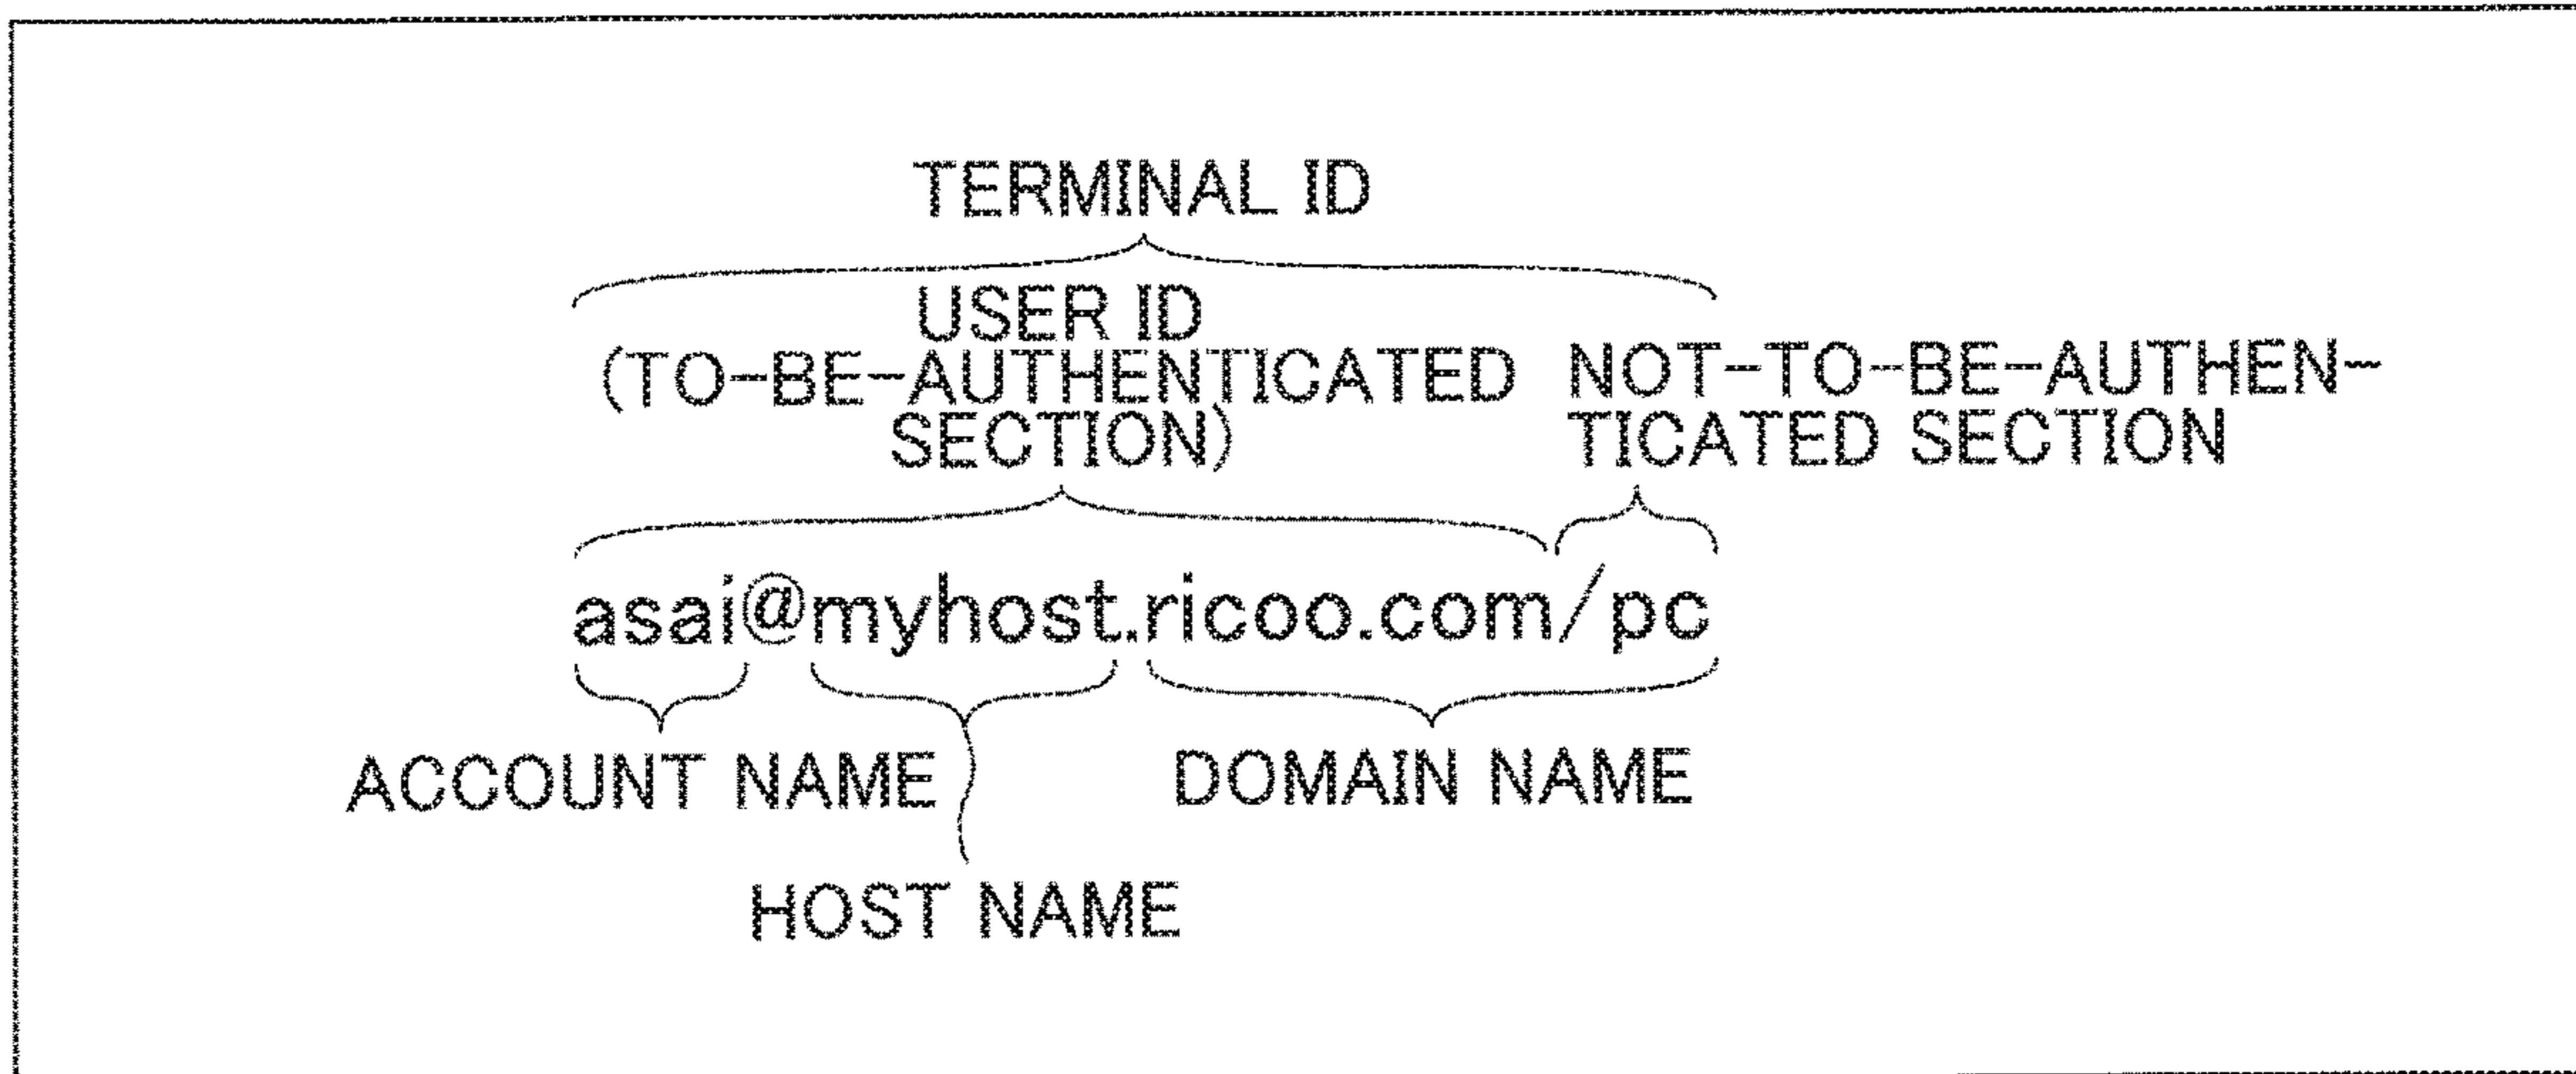 TERMINAL ID
USER ID
(TO-BE-AUTHENTICATED
SECTION)
NOT-TO-BE-AUTHEN-
TICATED SECTION
asai@myhost.ricoo.com/pc
ACCOUNT NAME
DOMAIN NAME
HOST NAME